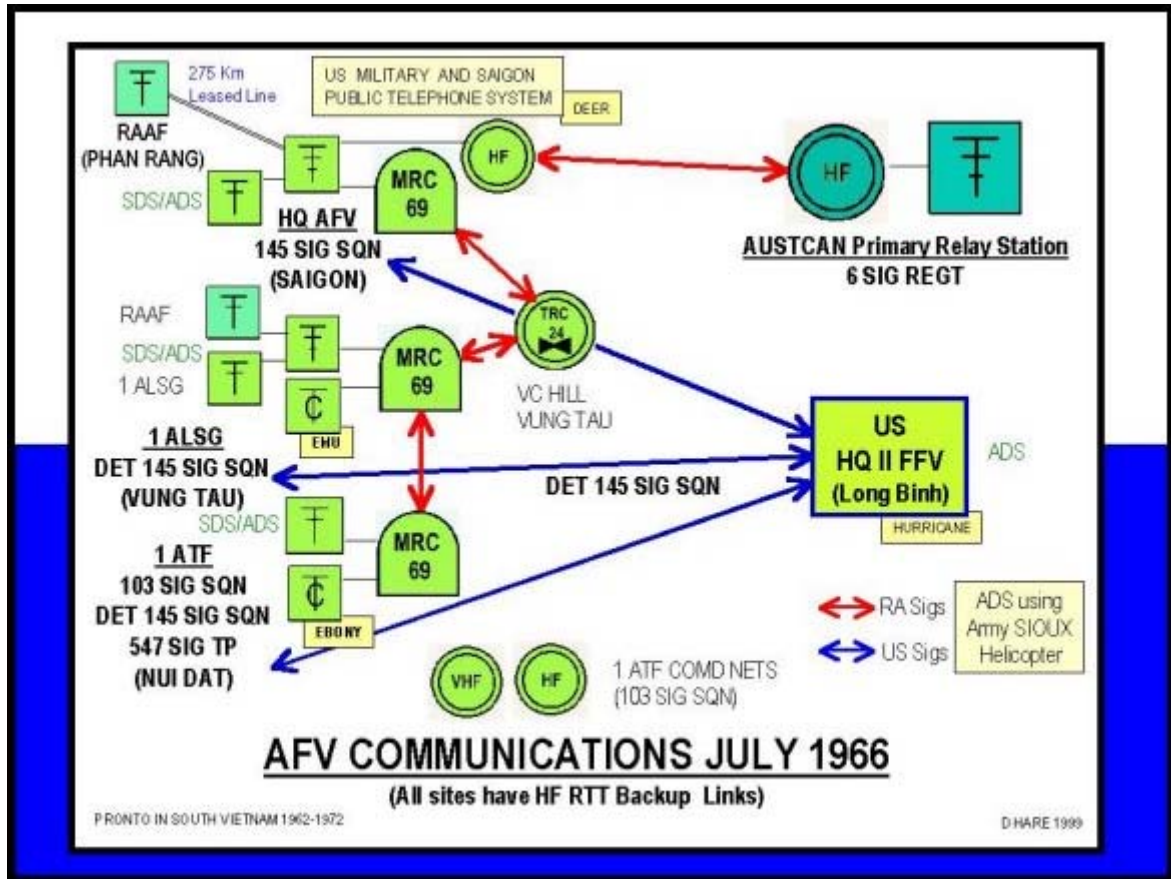 275 Km
Leased Line
US MILITARY AND SAIGON
PUBLIC TELEPHONE SYSTEM
DEER
RAAF
(PHAN RANG)
HF
MRC
69
HF
SDS/ADS
HQ AFV
145 SIG SQN
(SAIGON)
AUSTCAN Primary Relay Station
6 SIG REGT
RAAF
SDS/ADS
1 ALSG
MRC
69
TRC
24
VC HILL
VUNG TAU
EMU
1 ALSG
DET 145 SIG SQN
(VUNG TAU)
DET 145 SIG SQN
US
HQ II FFV
(Long Binh)
ADS
HURRICANE
SDS/ADS
1 ATF
103 SIG SQN
DET 145 SIG SQN
547 SIG TP
(NUI DAT)
MRC
69
EBONY
RA Sigs
US Sigs
ADS using
Army SIOUX
Helicopter
VHF
HF
1 ATF COMD NETS
(103 SIG SQN)
AFV COMMUNICATIONS JULY 1966
(All sites have HF RTT Backup Links)
PRONTO IN SOUTH VIETNAM 1962-1972
D HARE 1999